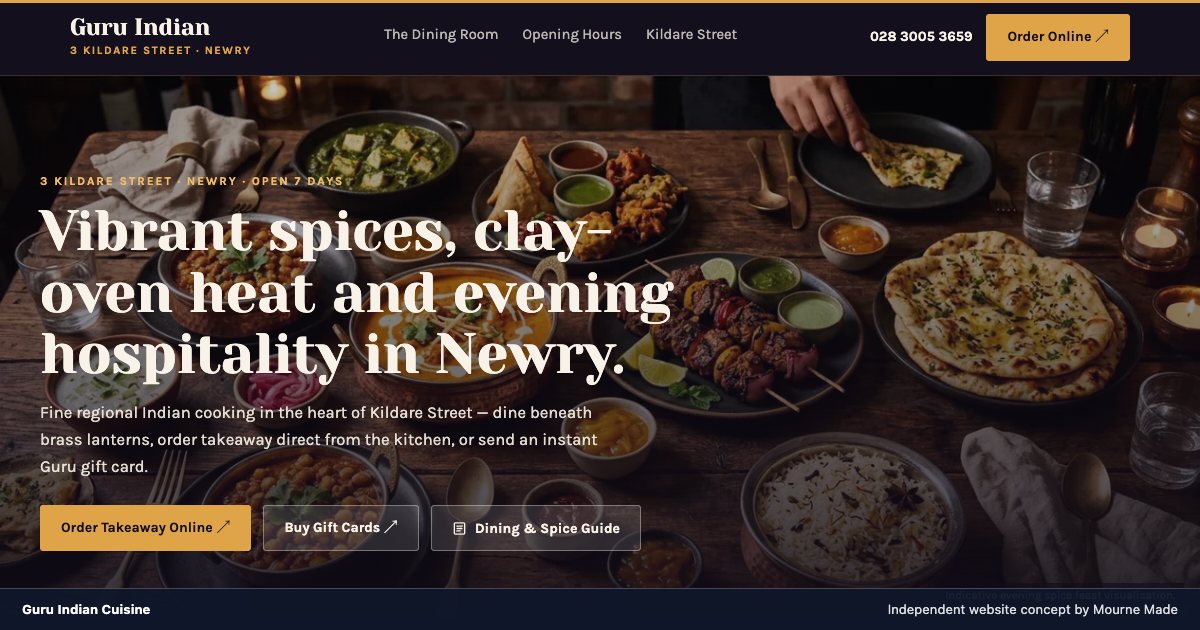 Guru Indian
3 KILDARE STREET · NEWRY
The Dining Room
Opening Hours
Kildare Street
028 3005 3659
Order Online ↗
3 KILDARE STREET · NEWRY · OPEN 7 DAYS
Vibrant spices, clay-
oven heat and evening
hospitality in Newry.
Fine regional Indian cooking in the heart of Kildare Street — dine beneath
brass lanterns, order takeaway direct from the kitchen, or send an instant
Guru gift card.
Order Takeaway Online ↗
Buy Gift Cards ↗
Dining & Spice Guide
Indicative evening spice feast visualisation.
Guru Indian Cuisine
Independent website concept by Mourne Made